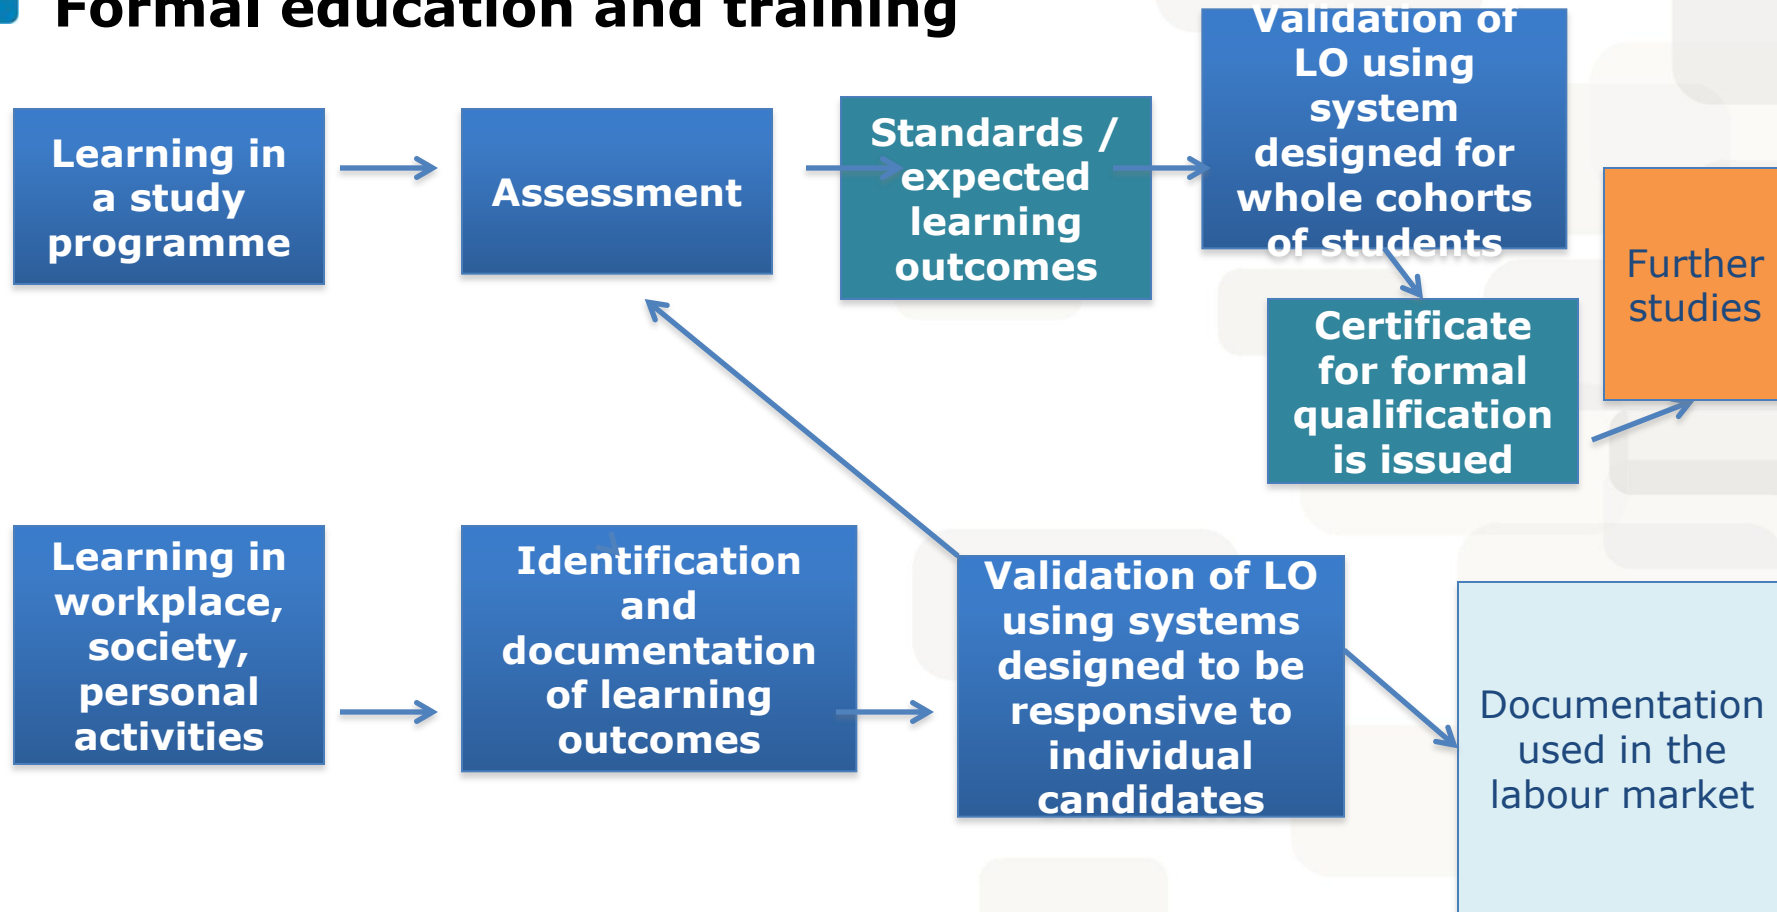 Formal education and training
Learning in
a study
programme
Assessment
Standards /
expected
learning
outcomes
Validation of
LO using
system
designed for
whole cohorts
of students
Further
studies
Certificate
for formal
qualification
is issued
Learning in
workplace,
society,
personal
activities
Identification
and
documentation
of learning
outcomes
Validation of LO
using systems
designed to be
responsive to
individual
candidates
Documentation
used in the
labour market